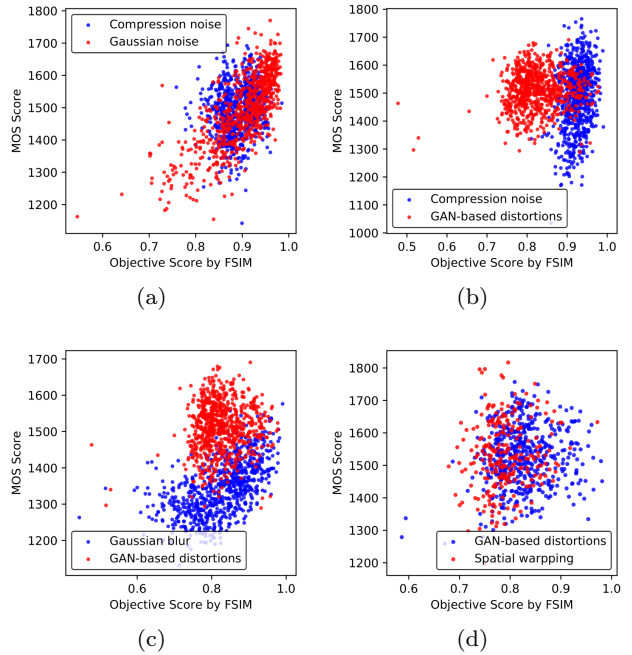 Compression noise
Gaussian noise
MOS Score
1800
1700
1600
1500
1400
1300
1200
0.6 0.7 0.8 0.9 1.0
Objective Score by FSIM
(a)
Compression noise
GAN-based distortions
MOS Score
1800
1700
1600
1500
1400
1300
1200
1100
1000
0.5 0.6 0.7 0.8 0.9 1.0
Objective Score by FSIM
(b)
Gaussian blur
GAN-based distortions
MOS Score
1700
1600
1500
1400
1300
1200
0.6 0.8 1.0
Objective Score by FSIM
(c)
GAN-based distortions
Spatial warpping
MOS Score
1800
1700
1600
1500
1400
1300
1200
0.6 0.7 0.8 0.9 1.0
Objective Score by FSIM
(d)